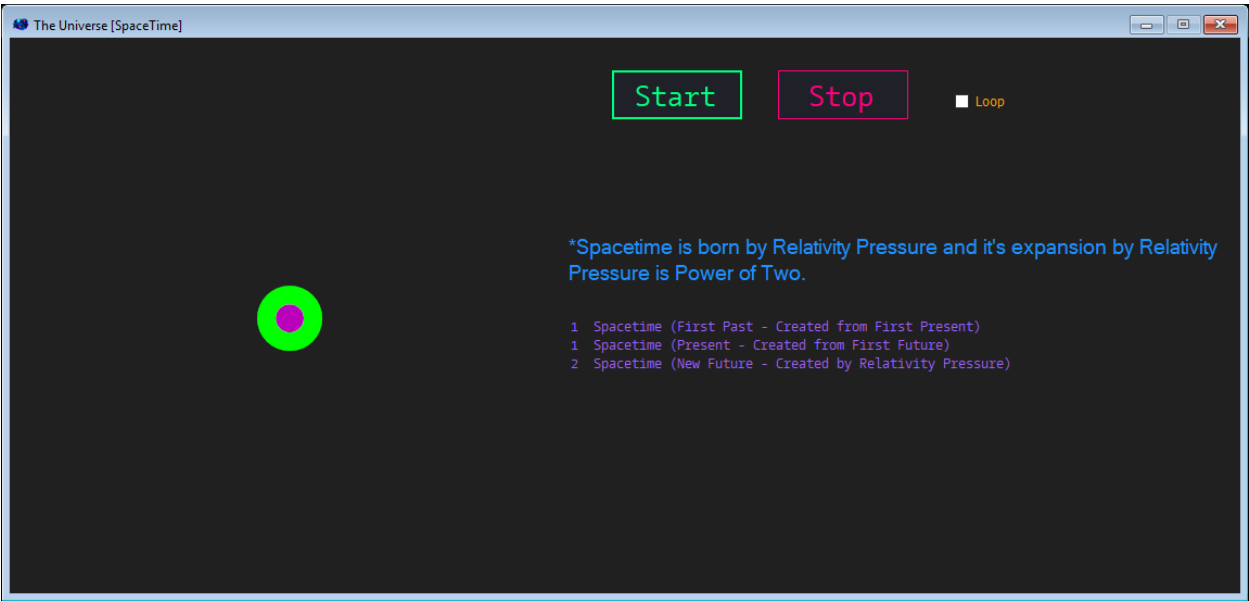 The Universe [SpaceTime]
Start Stop Loop
*Spacetime is born by Relativity Pressure and it's expansion by Relativity
Pressure is Power of Two.
1 Spacetime (First Past - Created from First Present)
1 Spacetime (Present - Created from First Future)
2 Spacetime (New Future - Created by Relativity Pressure)